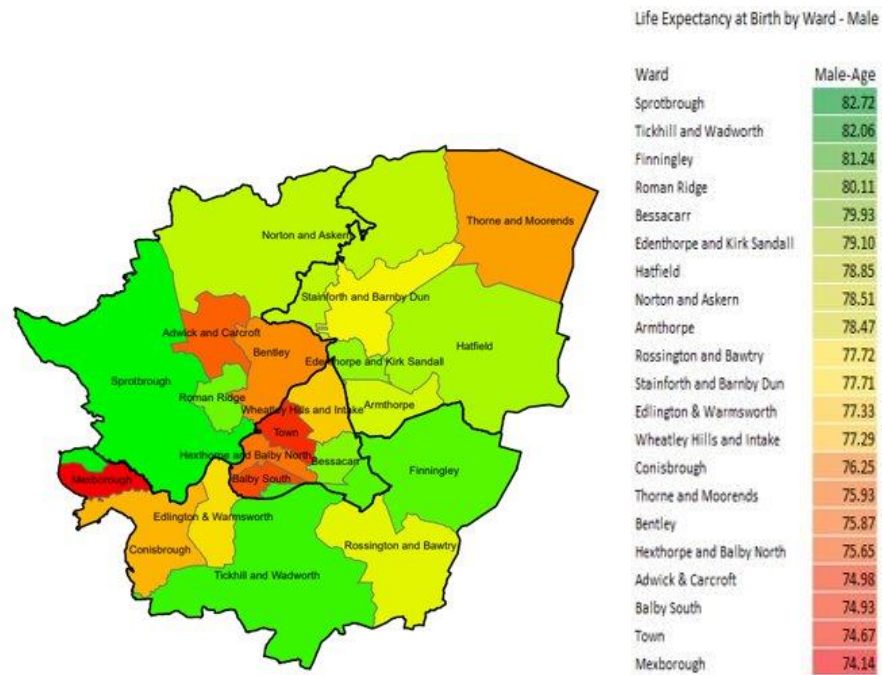 Life Expectancy at Birth by Ward - Male
Ward Male-Age
Sprotbrough 82.72
Tickhill and Wadworth 82.06
Finningley 81.24
Roman Ridge 80.11
Bessacarr 79.93
Edenthorpe and Kirk Sandall 79.10
Hatfield 78.85
Norton and Askern 78.51
Armthorpe 78.47
Rossington and Bawtry 77.72
Stainforth and Barnby Dun 77.71
Edlington & Warmsworth 77.33
Wheatley Hills and Intake 77.29
Conisbrough 76.25
Thorne and Moorends 75.93
Bentley 75.87
Hexthorpe and Balby North 75.65
Adwick & Carcroft 74.98
Balby South 74.93
Town 74.67
Mexborough 74.14
Thorne and Moorends
Norton and Askern
Stainforth and Barnby Dun
Adwick and Carcroft
Bentley
Hatfield
Edenthorpe and Kirk Sandall
Sprotbrough
Roman Ridge
Armthorpe
Wheatley Hills and Intake
Town
Hexthorpe and Balby North
Bessacarr
Finningley
Mexborough
Balby South
Edlington & Warmsworth
Rossington and Bawtry
Conisbrough
Tickhill and Wadworth